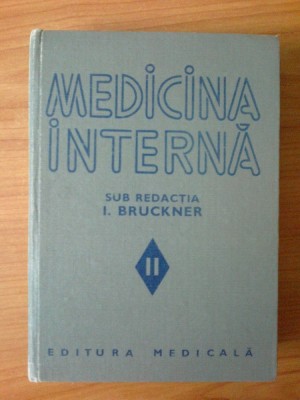 MEDICINA
INTERNĂ
SUB REDACTIA
I. BRUCKNER
II
EDITURA MEDICALĂ